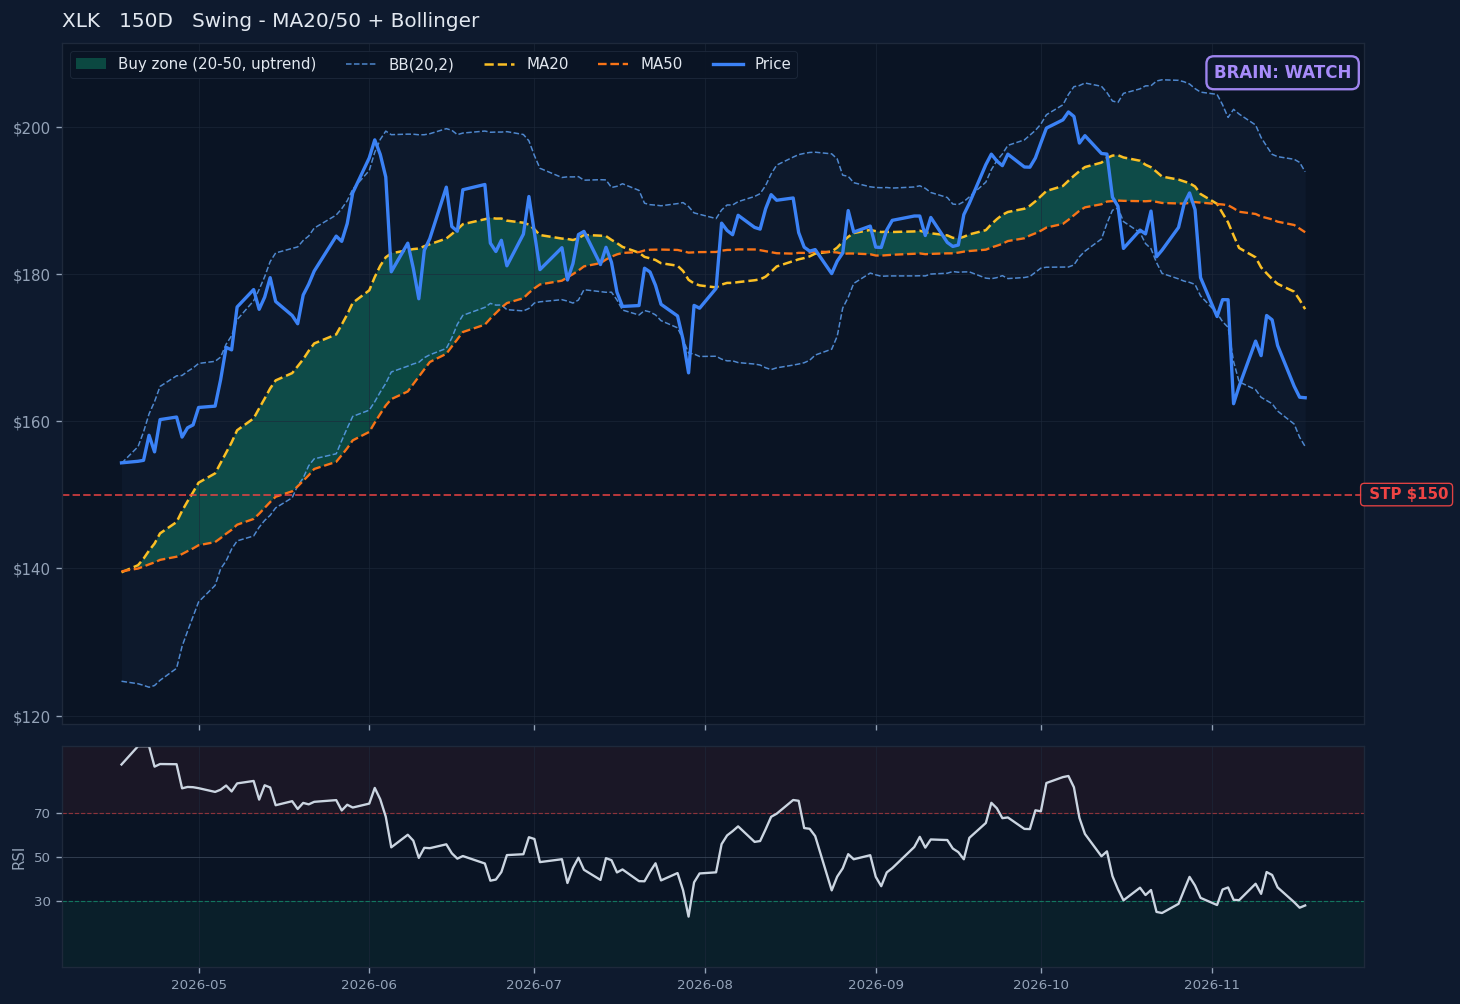 XLK   150D   Swing - MA20/50 + Bollinger
Buy zone (20-50, uptrend)   BB(20,2)   MA20   MA50   Price
BRAIN: WATCH
$200
$180
$160
STP $150
$140
$120
70
50
30
RSI
2026-05   2026-06   2026-07   2026-08   2026-09   2026-10   2026-11